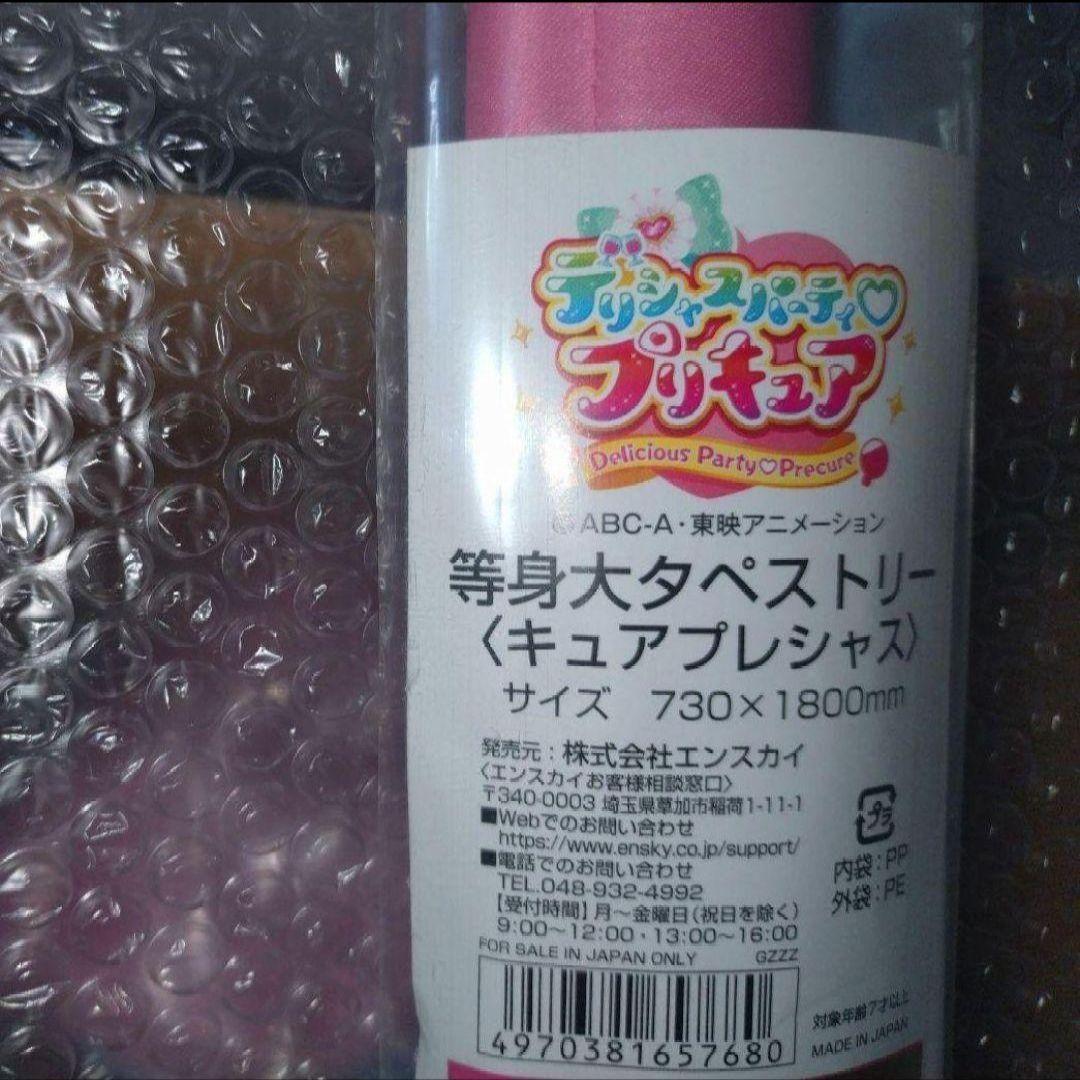 デリシャスパーティ♡
プリキュア
Delicious Party♡Precure
©ABC-A・東映アニメーション
等身大タペストリー
〈キュアプレシャス〉
サイズ 730×1800mm
発売元：株式会社エンスカイ
〈エンスカイお客様相談窓口〉
〒340-0003 埼玉県草加市稲荷1-11-1
■Webでのお問い合わせ
https://www.ensky.co.jp/support/
■電話でのお問い合わせ
TEL.048-932-4992
【受付時間】月～金曜日（祝日を除く）
9:00～12:00・13:00～16:00
プラ
内袋：PP
外袋：PE
FOR SALE IN JAPAN ONLY GZZZ
4970381657680
対象年齢7才以上
MADE IN JAPAN